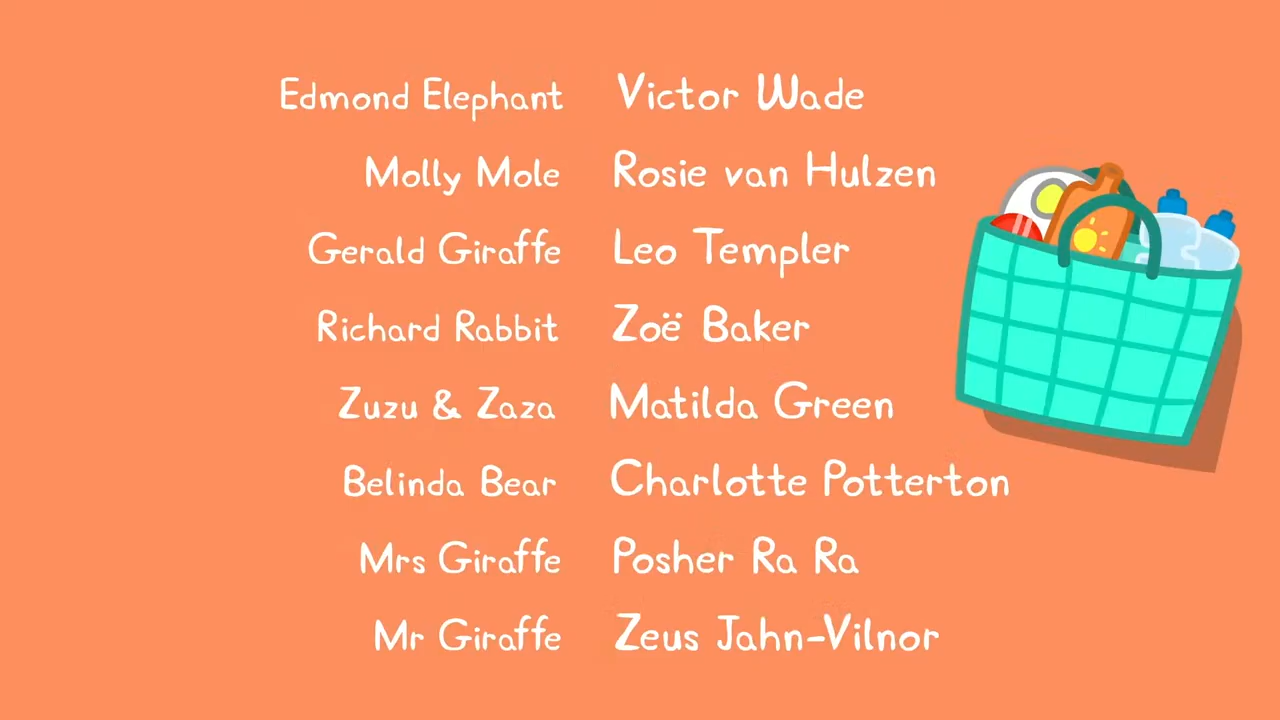 Edmond Elephant Victor Wade
Molly Mole Rosie van Hulzen
Gerald Giraffe Leo Templer
Richard Rabbit Zoë Baker
Zuzu & Zaza Matilda Green
Belinda Bear Charlotte Potterton
Mrs Giraffe Posher Ra Ra
Mr Giraffe Zeus Jahn-Vilnor